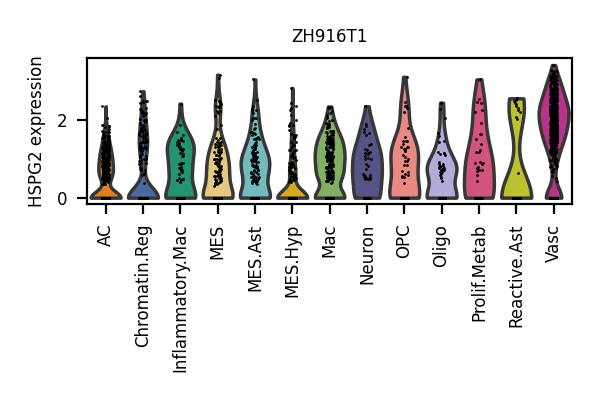 ZH916T1
HSPG2 expression
2
0
AC
Chromatin.Reg
Inflammatory.Mac
MES
MES.Ast
MES.Hyp
Mac
Neuron
OPC
Oligo
Prolif.Metab
Reactive.Ast
Vasc